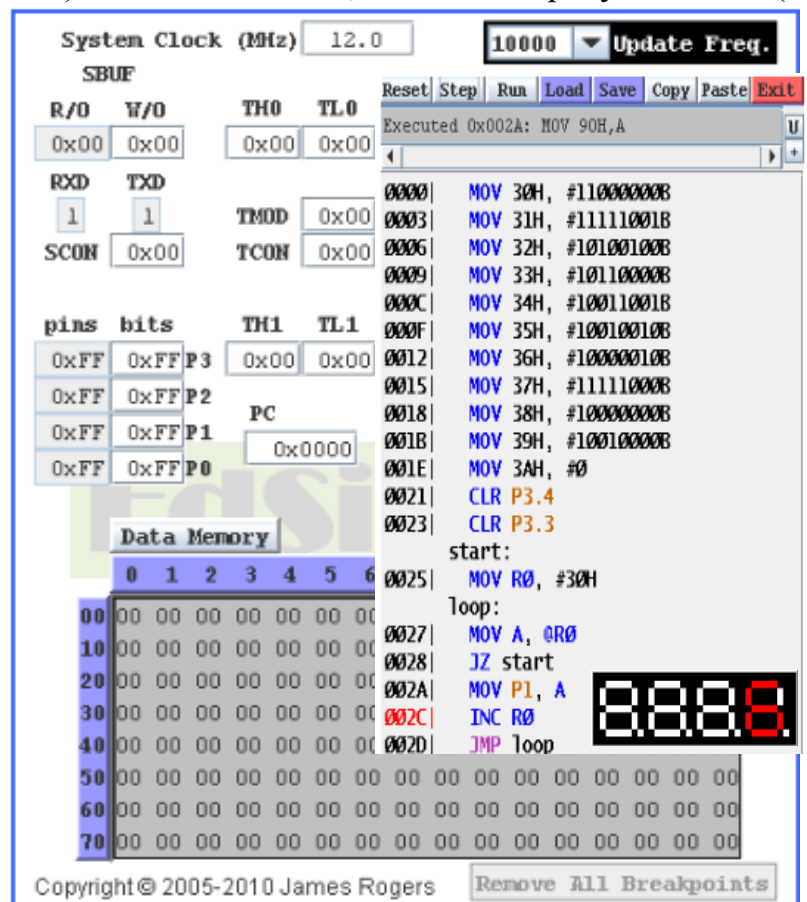 System Clock (MHz) 12.0 10000 Update Freq.
SBUF
R/O W/O TH0 TL0
0x00 0x00 0x00 0x00
RXD TXD
1 1 TMOD 0x00
SCON 0x00 TCON 0x00
pins bits TH1 TL1
0xFF 0xFF P3 0x00 0x00
0xFF 0xFF P2
PC
0xFF 0xFF P1
0x0000
0xFF 0xFF P0
EdSi
Data Memory
0 1 2 3 4 5 6
00 00 00 00 00 00 00 00
10 00 00 00 00 00 00 00
20 00 00 00 00 00 00 00
30 00 00 00 00 00 00 00
40 00 00 00 00 00 00 00
50 00 00 00 00 00 00 00 00 00 00 00 00 00 00 00 00
60 00 00 00 00 00 00 00 00 00 00 00 00 00 00 00 00
70 00 00 00 00 00 00 00 00 00 00 00 00 00 00 00 00
Copyright © 2005-2010 James Rogers Remove All Breakpoints
Reset Step Run Load Save Copy Paste Exit
Executed 0x002A: MOV 90H,A U
+
0000| MOV 30H, #11000000B
0003| MOV 31H, #11111001B
0006| MOV 32H, #10100100B
0009| MOV 33H, #10110000B
000C| MOV 34H, #10011001B
000F| MOV 35H, #10010010B
0012| MOV 36H, #10000010B
0015| MOV 37H, #11111000B
0018| MOV 38H, #10000000B
001B| MOV 39H, #10010000B
001E| MOV 3AH, #0
0021| CLR P3.4
0023| CLR P3.3
start:
0025| MOV R0, #30H
loop:
0027| MOV A, @R0
0028| JZ start
002A| MOV P1, A
002C| INC R0
002D| JMP loop